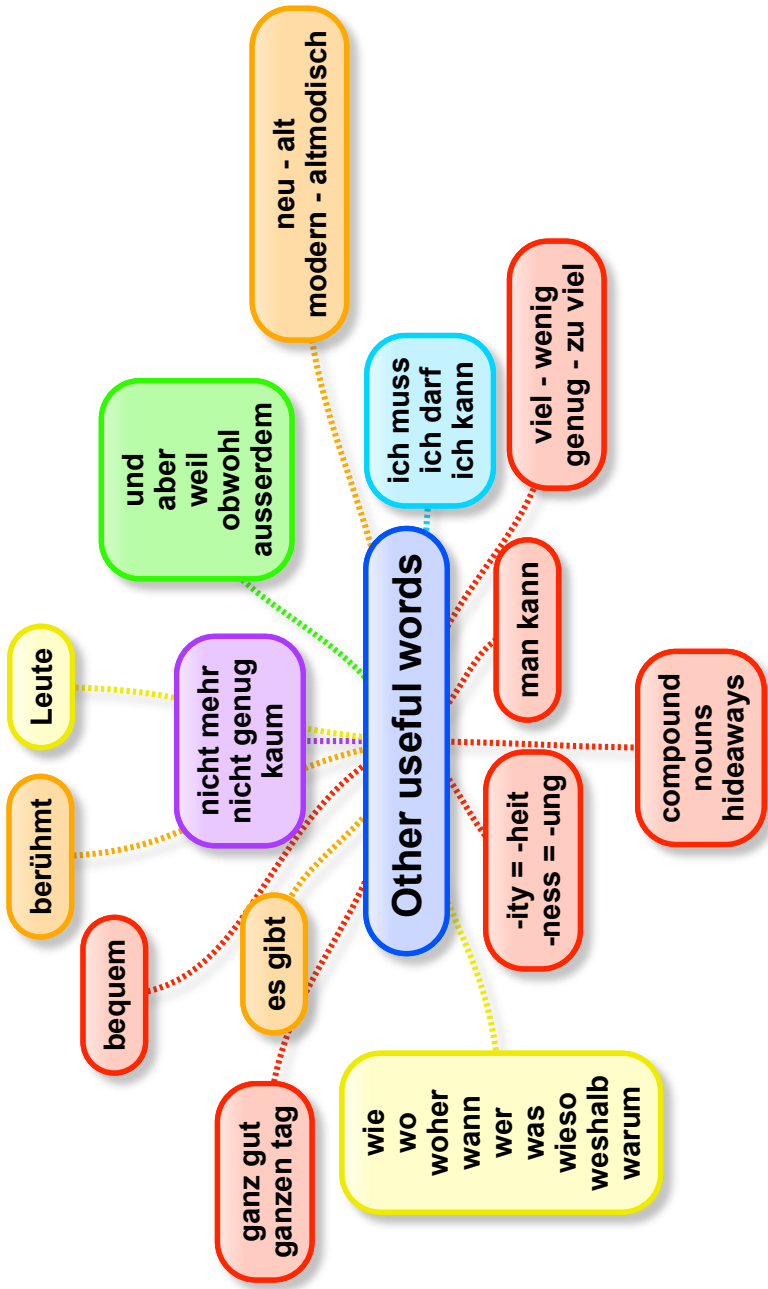 Other useful words
neu - alt
modern - altmodisch
und
aber
weil
obwohl
ausserdem
ich muss
ich darf
ich kann
viel - wenig
genug - zu viel
man kann
Leute
nicht mehr
nicht genug
kaum
berühmt
bequem
es gibt
ganz gut
ganzen tag
compound
nouns
hideaways
-ity = -heit
-ness = -ung
wie
wo
woher
wann
wer
was
wieso
weshalb
warum